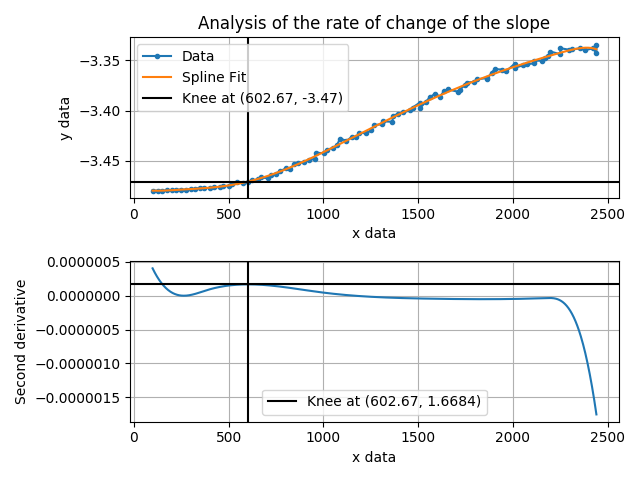 Analysis of the rate of change of the slope
Data
Spline Fit
Knee at (602.67, -3.47)
−3.35
−3.40
−3.45
y data
0 500 1000 1500 2000 2500
x data
0.0000005
0.0000000
−0.0000005
−0.0000010
−0.0000015
Second derivative
Knee at (602.67, 1.6684)
0 500 1000 1500 2000 2500
x data